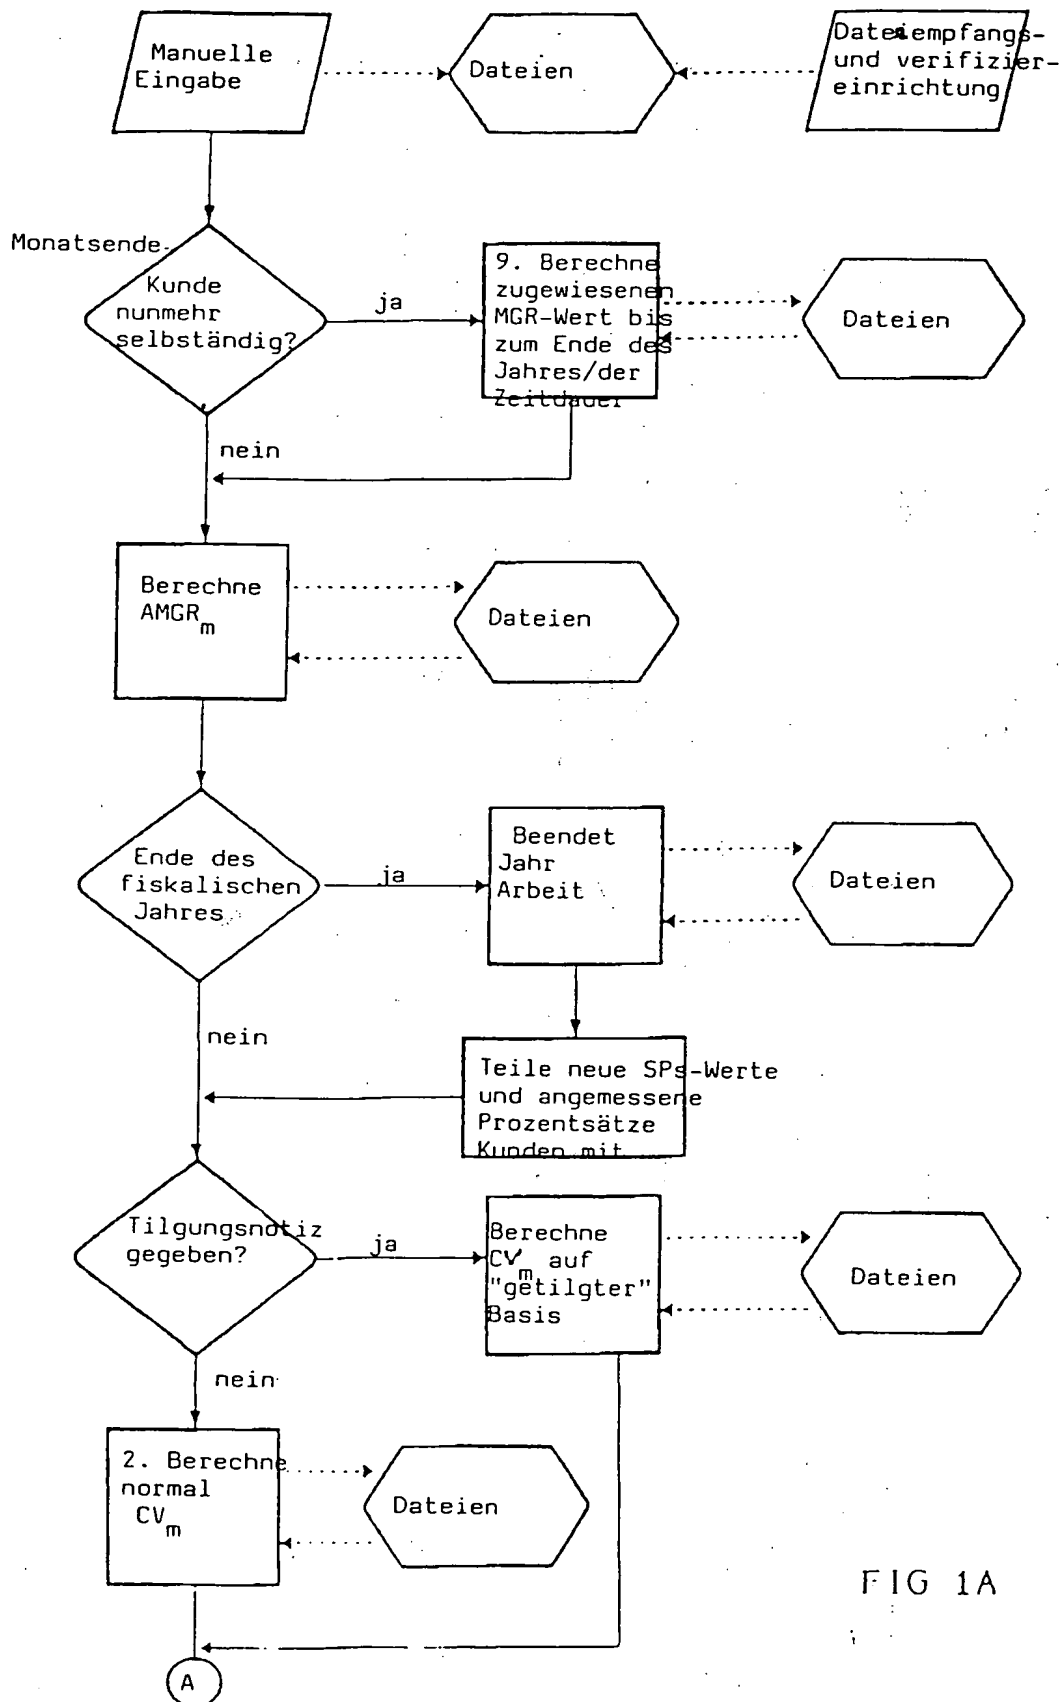 Manuelle
Eingabe
Dateien
Dateiempfangs-
und verifizier-
einrichtung
Monatsende
Kunde
nunmehr
selbständig?
ja
9. Berechne
zugewiesenen
MGR-Wert bis
zum Ende des
Jahres/der
Zeitdauer
Dateien
nein
Berechne
AMGRm
Dateien
Ende des
fiskalischen
Jahres
ja
Beendet
Jahr
Arbeit
Dateien
nein
Teile neue SPs-Werte
und angemessene
Prozentsätze
Kunden mit
Tilgungsnotiz
gegeben?
ja
Berechne
CVm auf
"getilgter"
Basis
Dateien
nein
2. Berechne
normal
CVm
Dateien
FIG 1A
A